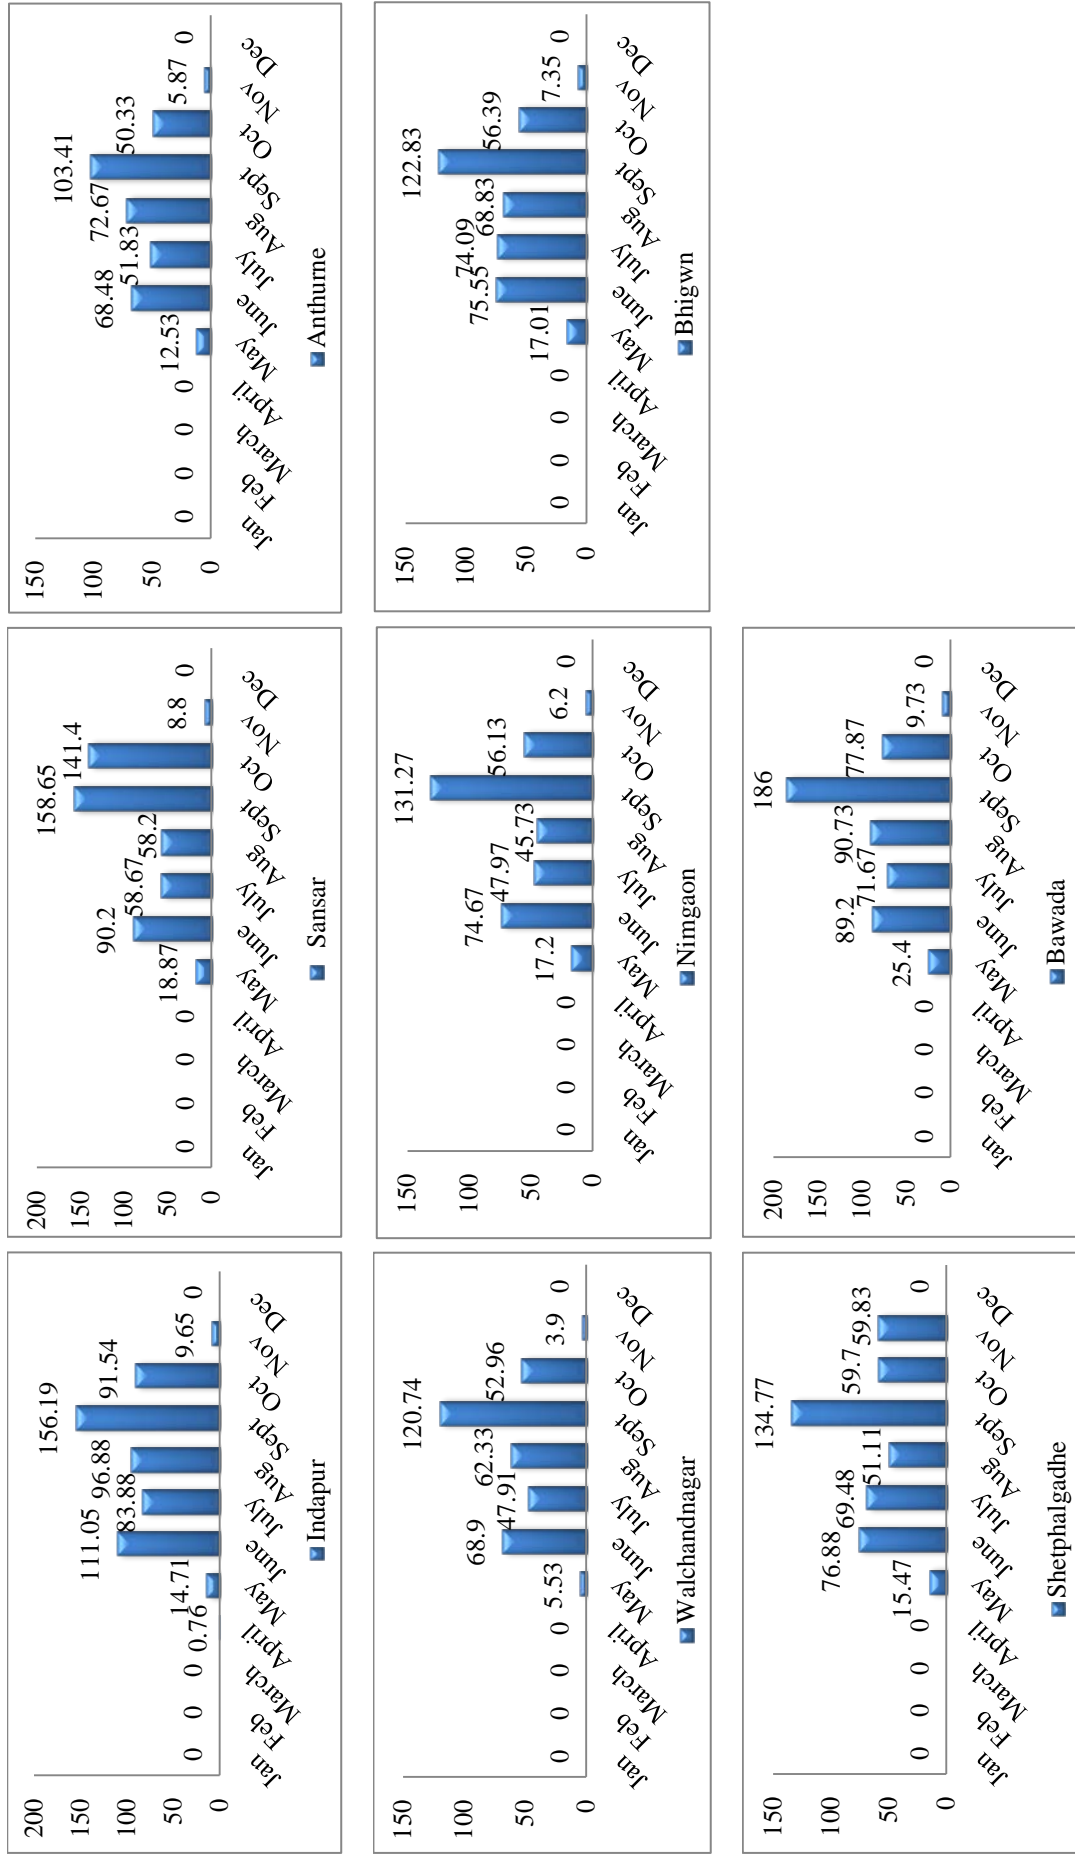 200
150
100
50
0
0
0
0
0.76
14.71
111.05
83.88
96.88
156.19
91.54
9.65
0
Jan
Feb
March
April
May
June
July
Aug
Sept
Oct
Nov
Dec
Indapur
200
150
100
50
0
0
0
0
0
18.87
90.2
58.67
58.2
158.65
141.4
8.8
0
Jan
Feb
March
April
May
June
July
Aug
Sept
Oct
Nov
Dec
Sansar
150
100
50
0
0
0
0
0
12.53
68.48
51.83
72.67
103.41
50.33
5.87
0
Jan
Feb
March
April
May
June
July
Aug
Sept
Oct
Nov
Dec
Anthurne
150
100
50
0
0
0
0
0
5.53
68.9
47.91
62.33
120.74
52.96
3.9
0
Jan
Feb
March
April
May
June
July
Aug
Sept
Oct
Nov
Dec
Walchandnagar
150
100
50
0
0
0
0
0
17.2
74.67
47.97
45.73
131.27
56.13
6.2
0
Jan
Feb
March
April
May
June
July
Aug
Sept
Oct
Nov
Dec
Nimgaon
150
100
50
0
0
0
0
0
17.01
75.55
74.09
68.83
122.83
56.39
7.35
0
Jan
Feb
March
April
May
June
July
Aug
Sept
Oct
Nov
Dec
Bhigwn
150
100
50
0
0
0
0
0
15.47
76.88
69.48
51.11
134.77
59.7
59.83
0
Jan
Feb
March
April
May
June
July
Aug
Sept
Oct
Nov
Dec
Shetphalgadhe
200
150
100
50
0
0
0
0
0
25.4
89.2
71.67
90.73
186
77.87
9.73
0
Jan
Feb
March
April
May
June
July
Aug
Sept
Oct
Nov
Dec
Bawada